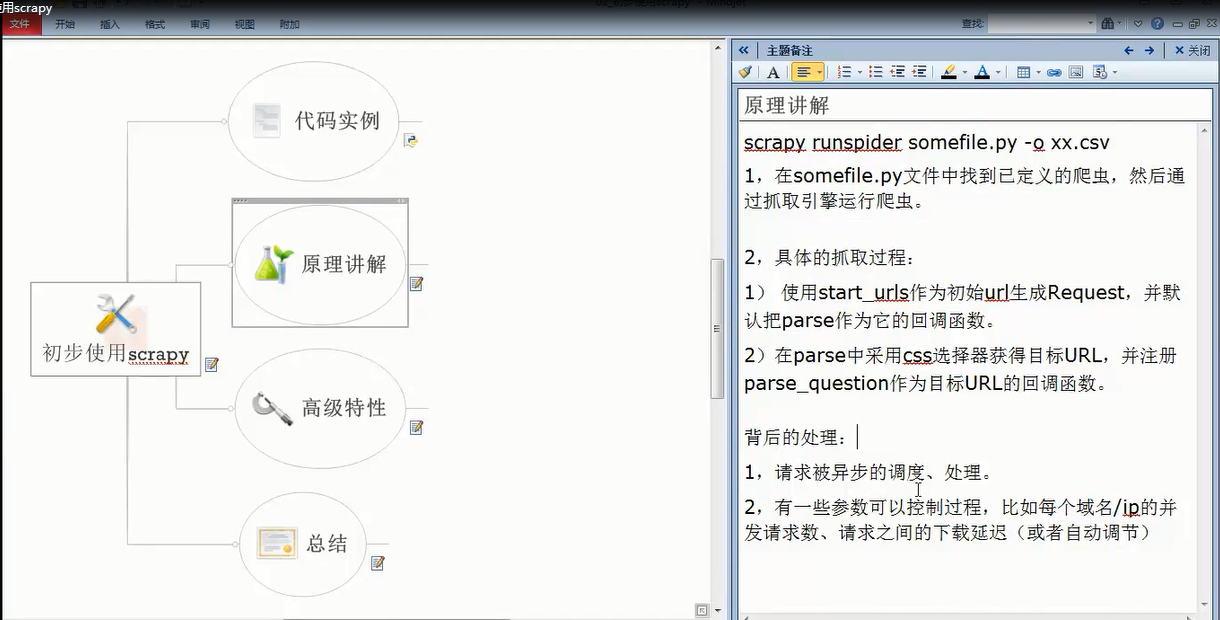 使用scrapy
文件 开始 插入 格式 审阅 视图 附加 查找:
代码实例
原理讲解
初步使用scrapy
高级特性
总结
主题备注 关闭
原理讲解
scrapy runspider somefile.py -o xx.csv
1，在somefile.py文件中找到已定义的爬虫，然后通
过抓取引擎运行爬虫。
2，具体的抓取过程：
1） 使用start_urls作为初始url生成Request，并默
认把parse作为它的回调函数。
2）在parse中采用css选择器获得目标URL，并注册
parse_question作为目标URL的回调函数。
背后的处理：
1，请求被异步的调度、处理。
2，有一些参数可以控制过程，比如每个域名/ip的并
发请求数、请求之间的下载延迟（或者自动调节）